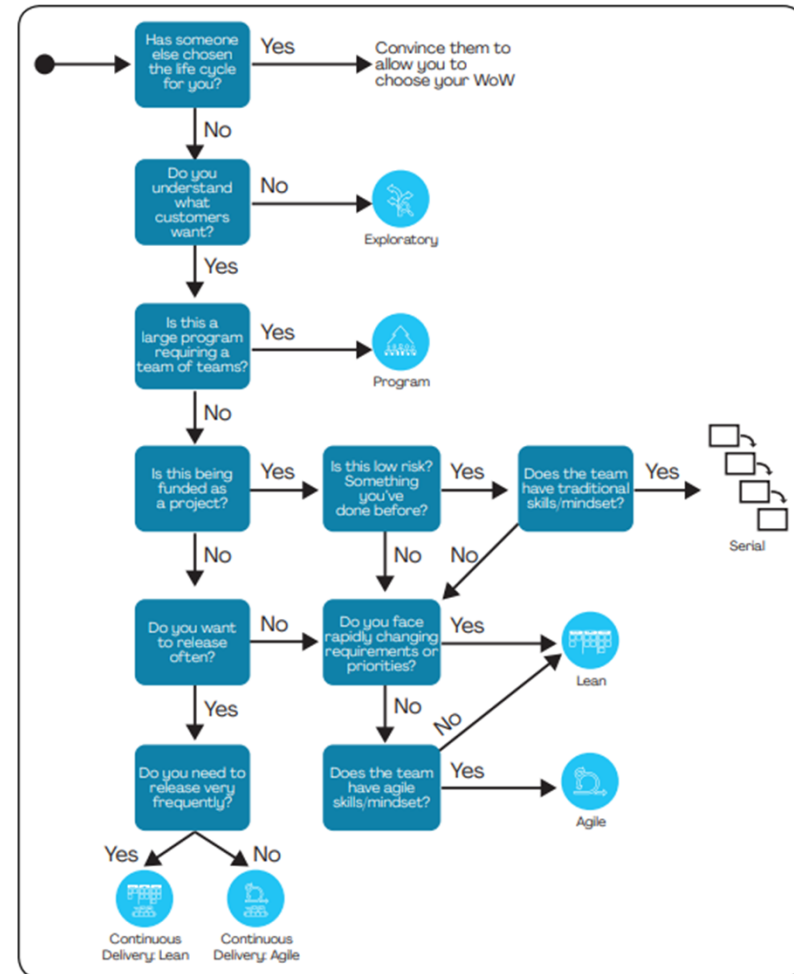 Has someone
else chosen
the life cycle
for you?
Yes
Convince them to
allow you to
choose your WoW
No
Do you
understand
what
customers
want?
No
Exploratory
Yes
Is this a
large program
requiring a
team of teams?
Yes
Program
No
Is this being
funded as
a project?
Yes
Is this low risk?
Something
you've
done before?
Yes
Does the team
have traditional
skills/mindset?
Yes
Serial
No
No
No
Do you want
to release
often?
No
Do you face
rapidly changing
requirements or
priorities?
Yes
Lean
Yes
No
No
Do you need to
release very
frequently?
Does the team
have agile
skills/mindset?
Yes
Agile
Yes
No
Continuous
Delivery: Lean
Continuous
Delivery: Agile